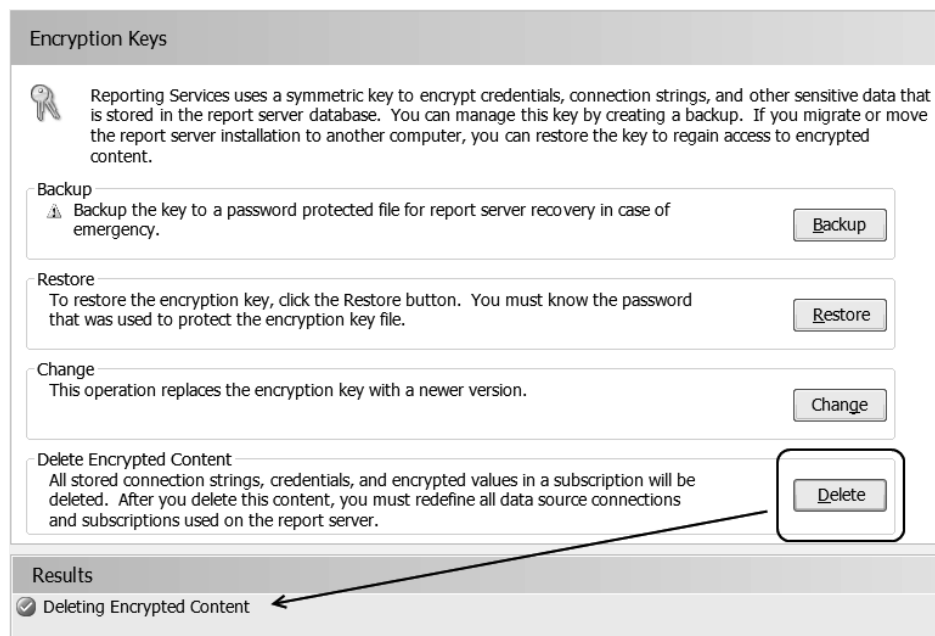 Encryption Keys
Reporting Services uses a symmetric key to encrypt credentials, connection strings, and other sensitive data that
is stored in the report server database.  You can manage this key by creating a backup.  If you migrate or move
the report server installation to another computer, you can restore the key to regain access to encrypted
content.
Backup
Backup the key to a password protected file for report server recovery in case of
emergency.
Backup
Restore
To restore the encryption key, click the Restore button.  You must know the password
that was used to protect the encryption key file.
Restore
Change
This operation replaces the encryption key with a newer version.
Change
Delete Encrypted Content
All stored connection strings, credentials, and encrypted values in a subscription will be
deleted.  After you delete this content, you must redefine all data source connections
and subscriptions used on the report server.
Delete
Results
Deleting Encrypted Content